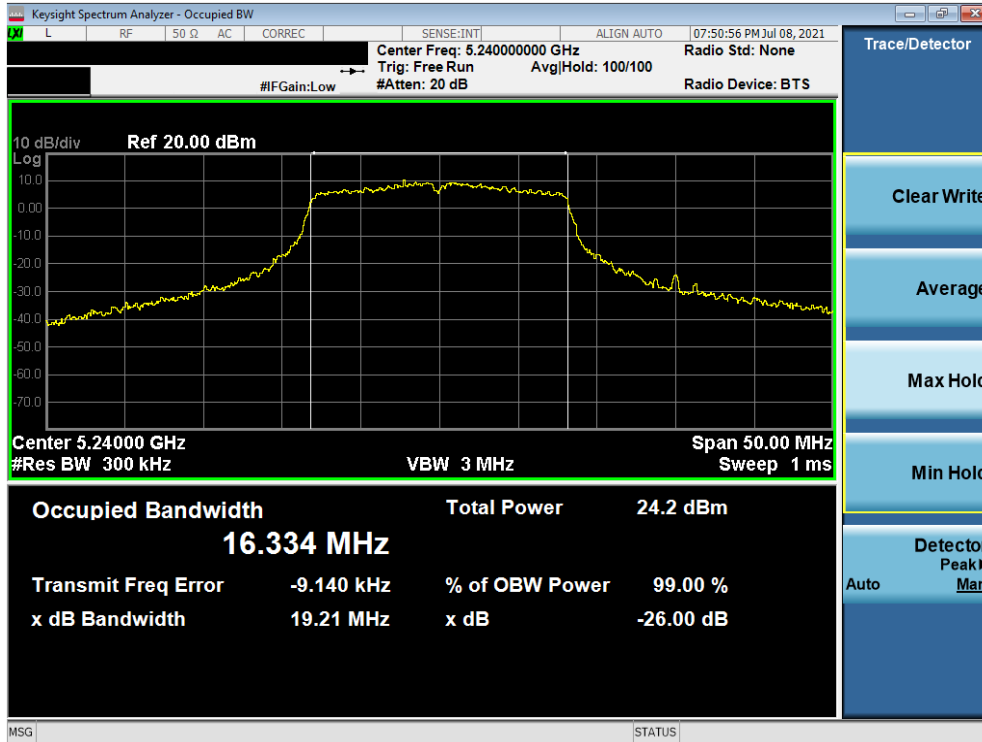 Keysight Spectrum Analyzer - Occupied BW
LXI L RF 50 Ω AC CORREC SENSE:INT ALIGN AUTO 07:50:56 PM Jul 08, 2021
Center Freq: 5.240000000 GHz Radio Std: None
Trig: Free Run Avg|Hold: 100/100
#IFGain:Low #Atten: 20 dB Radio Device: BTS
Trace/Detector
10 dB/div Ref 20.00 dBm
Log
10.0
0.00
-10.0
-20.0
-30.0
-40.0
-50.0
-60.0
-70.0
Center 5.24000 GHz Span 50.00 MHz
#Res BW 300 kHz VBW 3 MHz Sweep 1 ms
Occupied Bandwidth Total Power 24.2 dBm
16.334 MHz
Transmit Freq Error -9.140 kHz % of OBW Power 99.00 %
x dB Bandwidth 19.21 MHz x dB -26.00 dB
Clear Write
Average
Max Hold
Min Hold
Detector
Peak
Auto Man
MSG STATUS